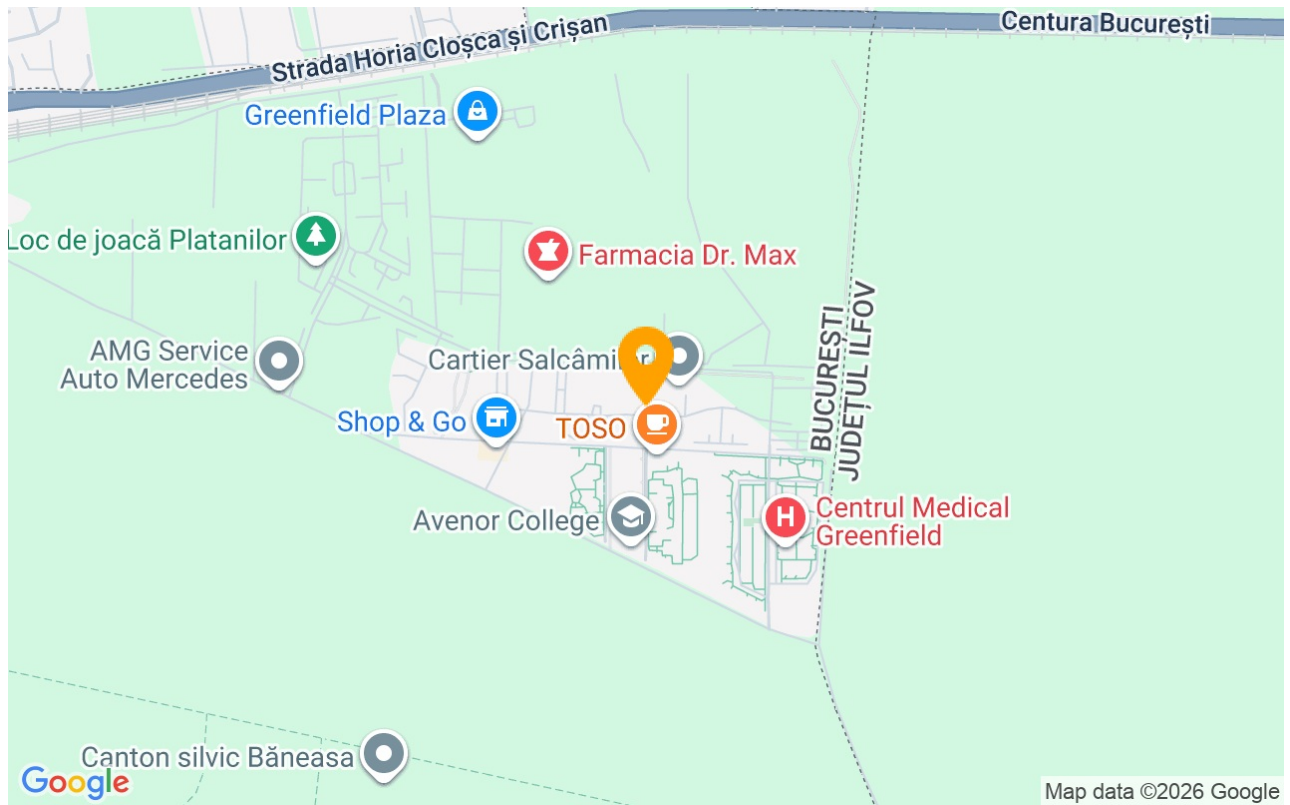 Centura București
Strada Horia Cloșca și Crișan
Greenfield Plaza
Loc de joacă Platanilor
Farmacia Dr. Max
BUCUREȘTI
JUDEȚUL ILFOV
AMG Service
Auto Mercedes
Cartier Salcâmilor
Shop & Go
TOSO
Avenor College
Centrul Medical
Greenfield
Canton silvic Băneasa
Google
Map data ©2026 Google